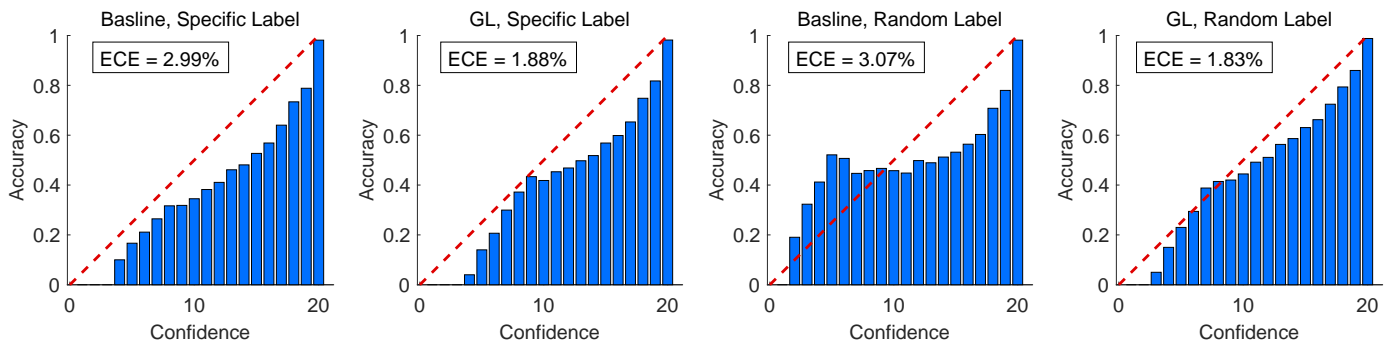 Basline, Specific Label
ECE = 2.99%
1
0.8
0.6
0.4
0.2
0
Accuracy
0
10
20
Confidence
GL, Specific Label
ECE = 1.88%
1
0.8
0.6
0.4
0.2
0
Accuracy
0
10
20
Confidence
Basline, Random Label
ECE = 3.07%
1
0.8
0.6
0.4
0.2
0
Accuracy
0
10
20
Confidence
GL, Random Label
ECE = 1.83%
1
0.8
0.6
0.4
0.2
0
Accuracy
0
10
20
Confidence